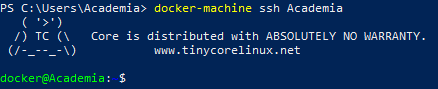 PS C:\Users\Academia> docker-machine ssh Academia
   ( '>')
  /) TC (\   Core is distributed with ABSOLUTELY NO WARRANTY.
 (/-_--_-\)           www.tinycorelinux.net
docker@Academia: $